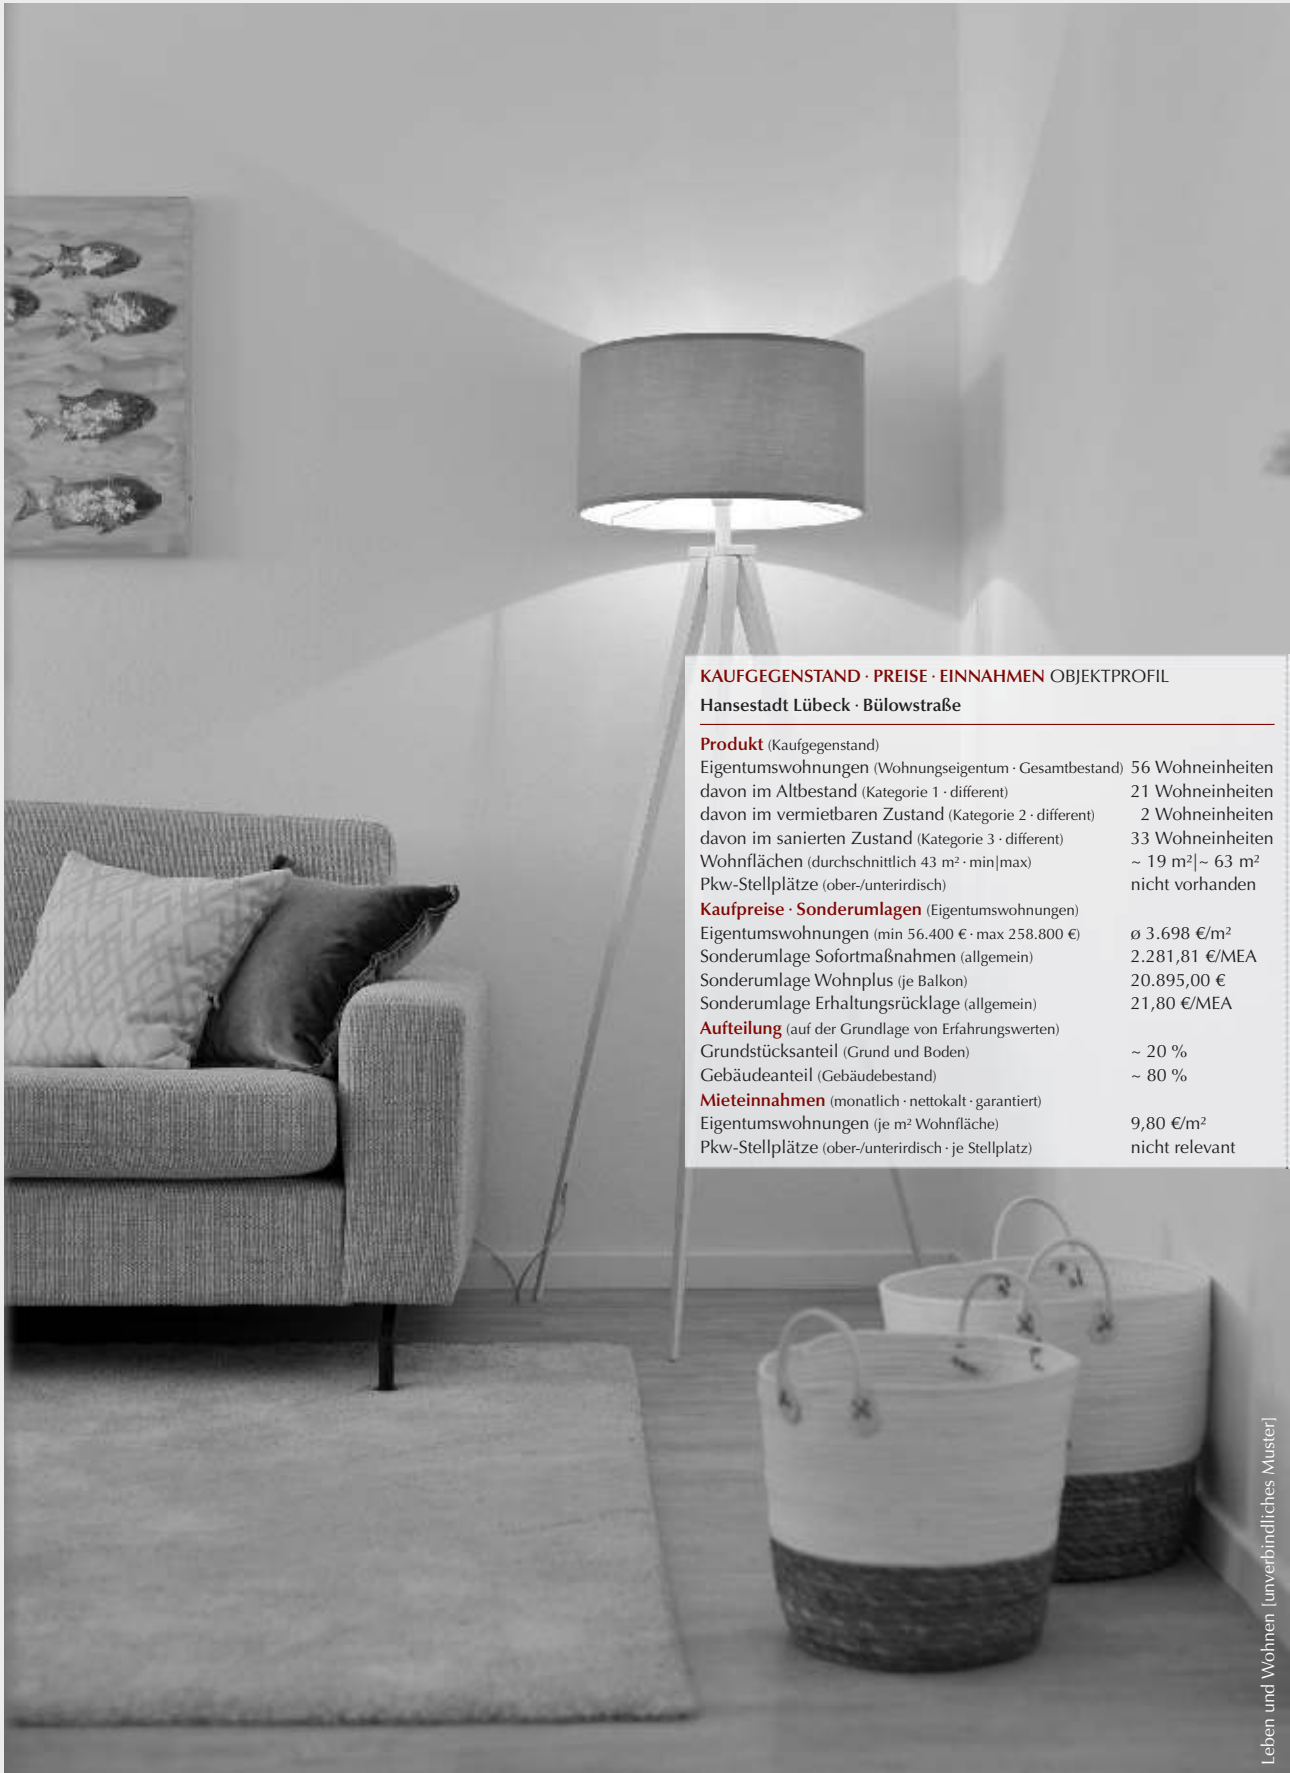 KAUFGEGENSTAND · PREISE · EINNAHMEN OBJEKTPROFIL
Hansestadt Lübeck · Bülowstraße
Produkt (Kaufgegenstand)
Eigentumswohnungen (Wohnungseigentum · Gesamtbestand) 56 Wohneinheiten
davon im Altbestand (Kategorie 1 · different) 21 Wohneinheiten
davon im vermietbaren Zustand (Kategorie 2 · different) 2 Wohneinheiten
davon im sanierten Zustand (Kategorie 3 · different) 33 Wohneinheiten
Wohnflächen (durchschnittlich 43 m² · min|max) ~ 19 m²|~ 63 m²
Pkw-Stellplätze (ober-/unterirdisch) nicht vorhanden
Kaufpreise · Sonderumlagen (Eigentumswohnungen)
Eigentumswohnungen (min 56.400 € · max 258.800 €) ø 3.698 €/m²
Sonderumlage Sofortmaßnahmen (allgemein) 2.281,81 €/MEA
Sonderumlage Wohnplus (je Balkon) 20.895,00 €
Sonderumlage Erhaltungsrücklage (allgemein) 21,80 €/MEA
Aufteilung (auf der Grundlage von Erfahrungswerten)
Grundstücksanteil (Grund und Boden) ~ 20 %
Gebäudeanteil (Gebäudebestand) ~ 80 %
Mieteinnahmen (monatlich · nettokalt · garantiert)
Eigentumswohnungen (je m² Wohnfläche) 9,80 €/m²
Pkw-Stellplätze (ober-/unterirdisch · je Stellplatz) nicht relevant
Leben und Wohnen [unverbindliches Muster]